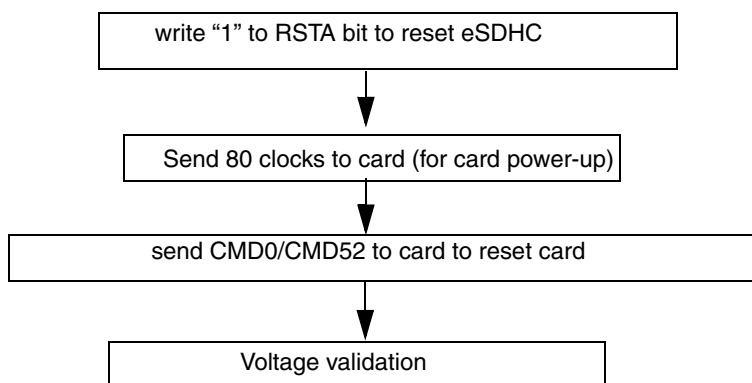 write “1” to RSTA bit to reset eSDHC
Send 80 clocks to card (for card power-up)
send CMD0/CMD52 to card to reset card
Voltage validation